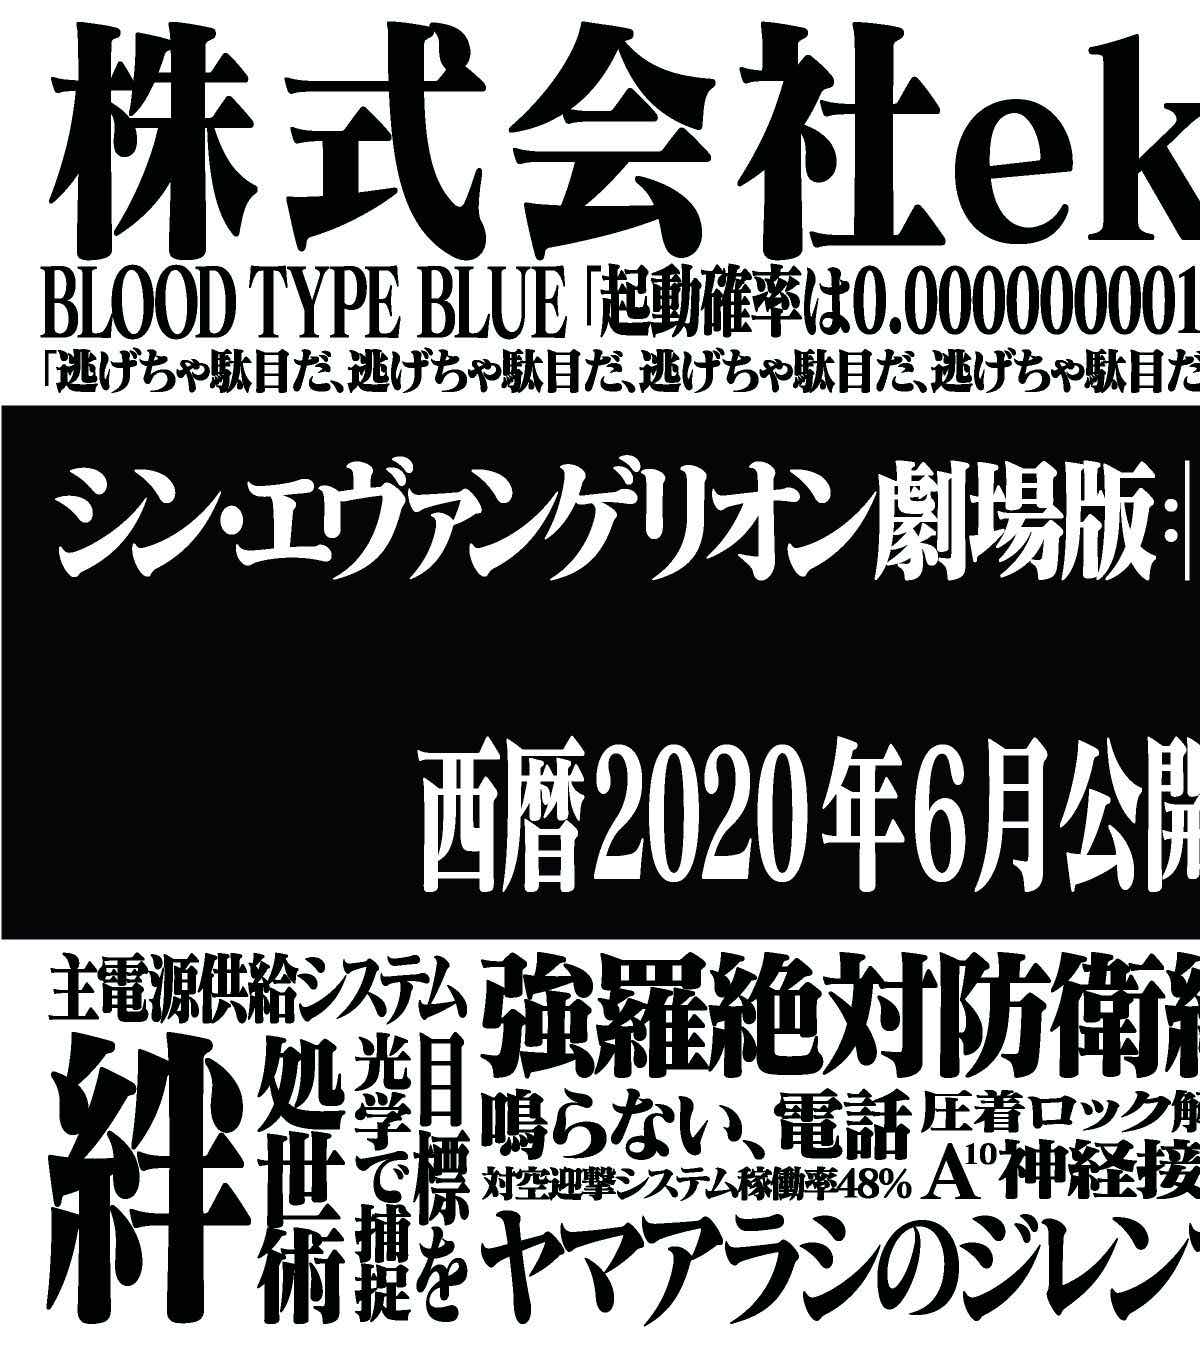 株式会社ek
BLOOD TYPE BLUE「起動確率は0.000000001
「逃げちゃ駄目だ、逃げちゃ駄目だ、逃げちゃ駄目だ、逃げちゃ駄目だ
シン・エヴァンゲリオン劇場版:||
西暦2020年6月公開
主電源供給システム
絆
処世術
目標を
光学で捕捉
強羅絶対防衛線
鳴らない、電話
圧着ロック解
対空迎撃システム稼働率48%
A10神経接
ヤマアラシのジレン